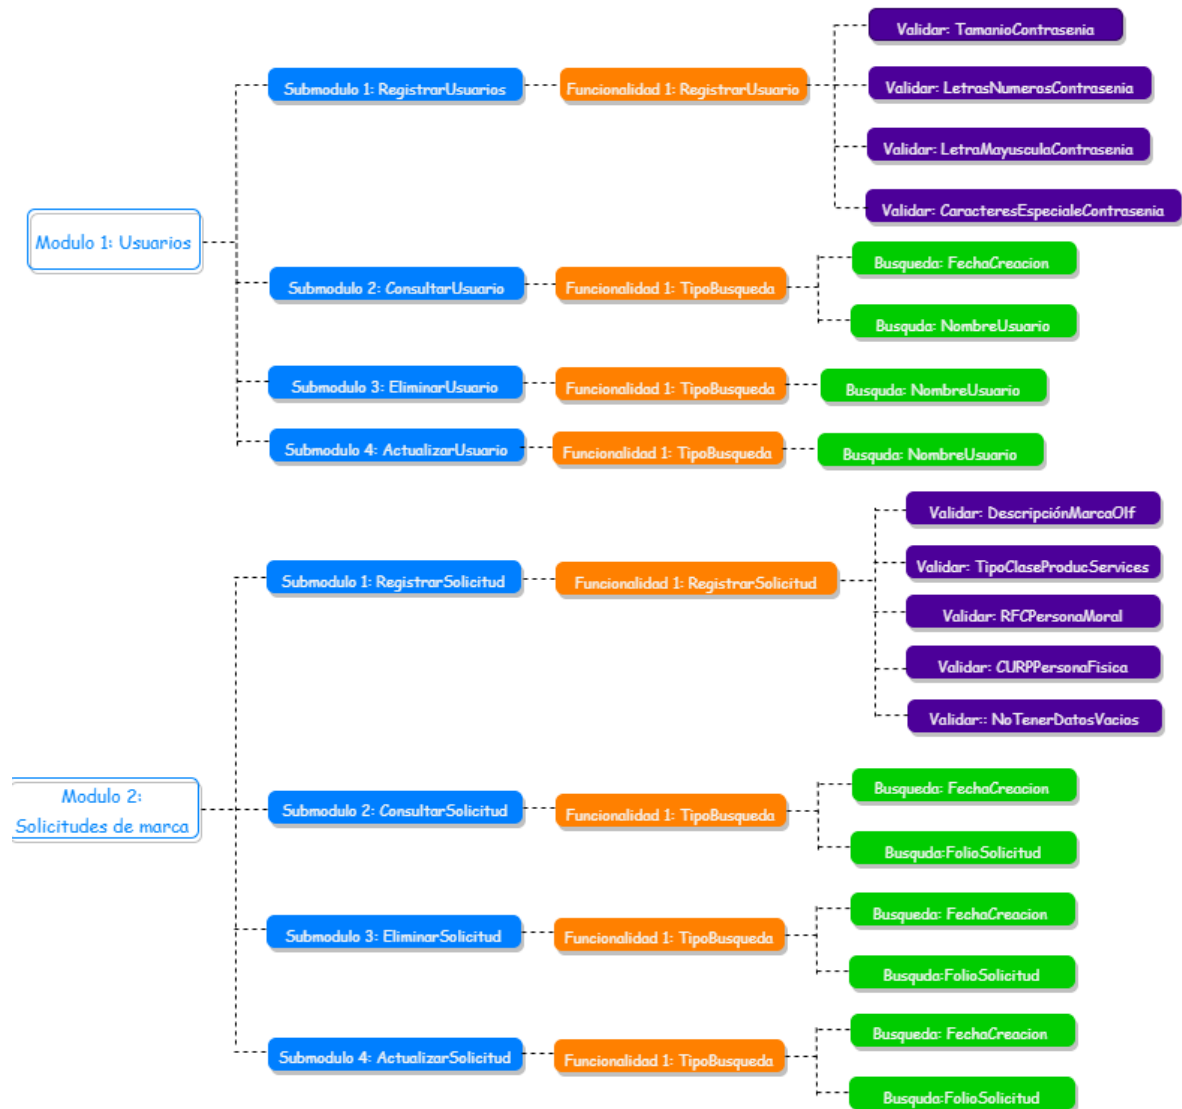 Validar: TamanioContrasenia
Submodulo 1: RegistrarUsuarios
Funcionalidad 1: RegistrarUsuario
Validar: LetrasNumerosContrasenia
Validar: LetraMayusculaContrasenia
Validar: CaracteresEspecialeContrasenia
Modulo 1: Usuarios
Submodulo 2: ConsultarUsuario
Funcionalidad 1: TipoBusqueda
Busqueda: FechaCreacion
Busquda: NombreUsuario
Submodulo 3: EliminarUsuario
Funcionalidad 1: TipoBusqueda
Busquda: NombreUsuario
Submodulo 4: ActualizarUsuario
Funcionalidad 1: TipoBusqueda
Busquda: NombreUsuario
Validar: DescripciónMarcaOlf
Submodulo 1: RegistrarSolicitud
Funcionalidad 1: RegistrarSolicitud
Validar: TipoClaseProducServices
Validar: RFCPersonaMoral
Validar: CURPPersonaFisica
Validar:: NoTenerDatosVacios
Modulo 2:
Solicitudes de marca
Submodulo 2: ConsultarSolicitud
Funcionalidad 1: TipoBusqueda
Busqueda: FechaCreacion
Busquda:FolioSolicitud
Submodulo 3: EliminarSolicitud
Funcionalidad 1: TipoBusqueda
Busqueda: FechaCreacion
Busquda:FolioSolicitud
Submodulo 4: ActualizarSolicitud
Funcionalidad 1: TipoBusqueda
Busqueda: FechaCreacion
Busquda:FolioSolicitud